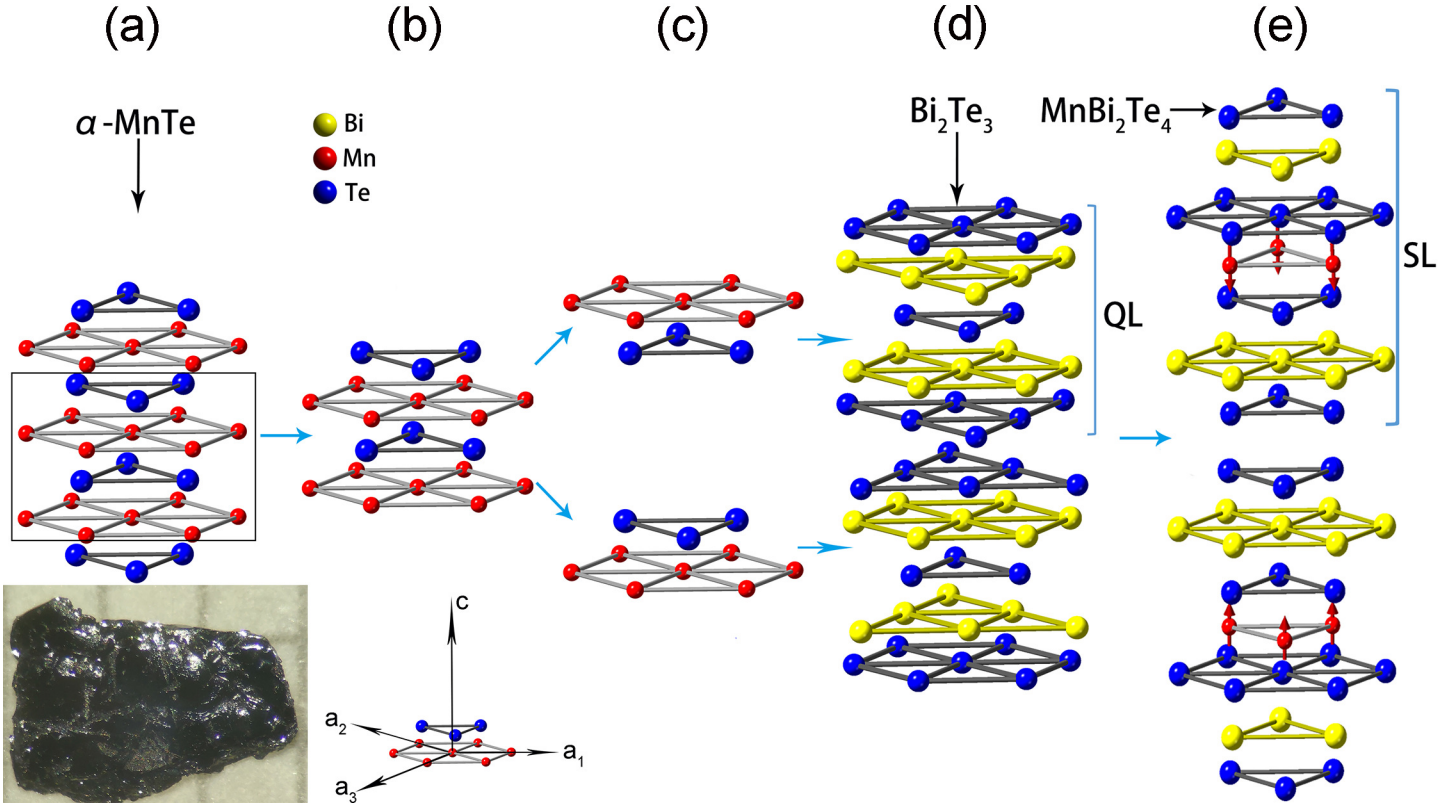 (a) (b) (c) (d) (e)
α-MnTe
Bi
Mn
Te
Bi₂Te₃
MnBi₂Te₄
QL
SL
c
a₂
a₁
a₃